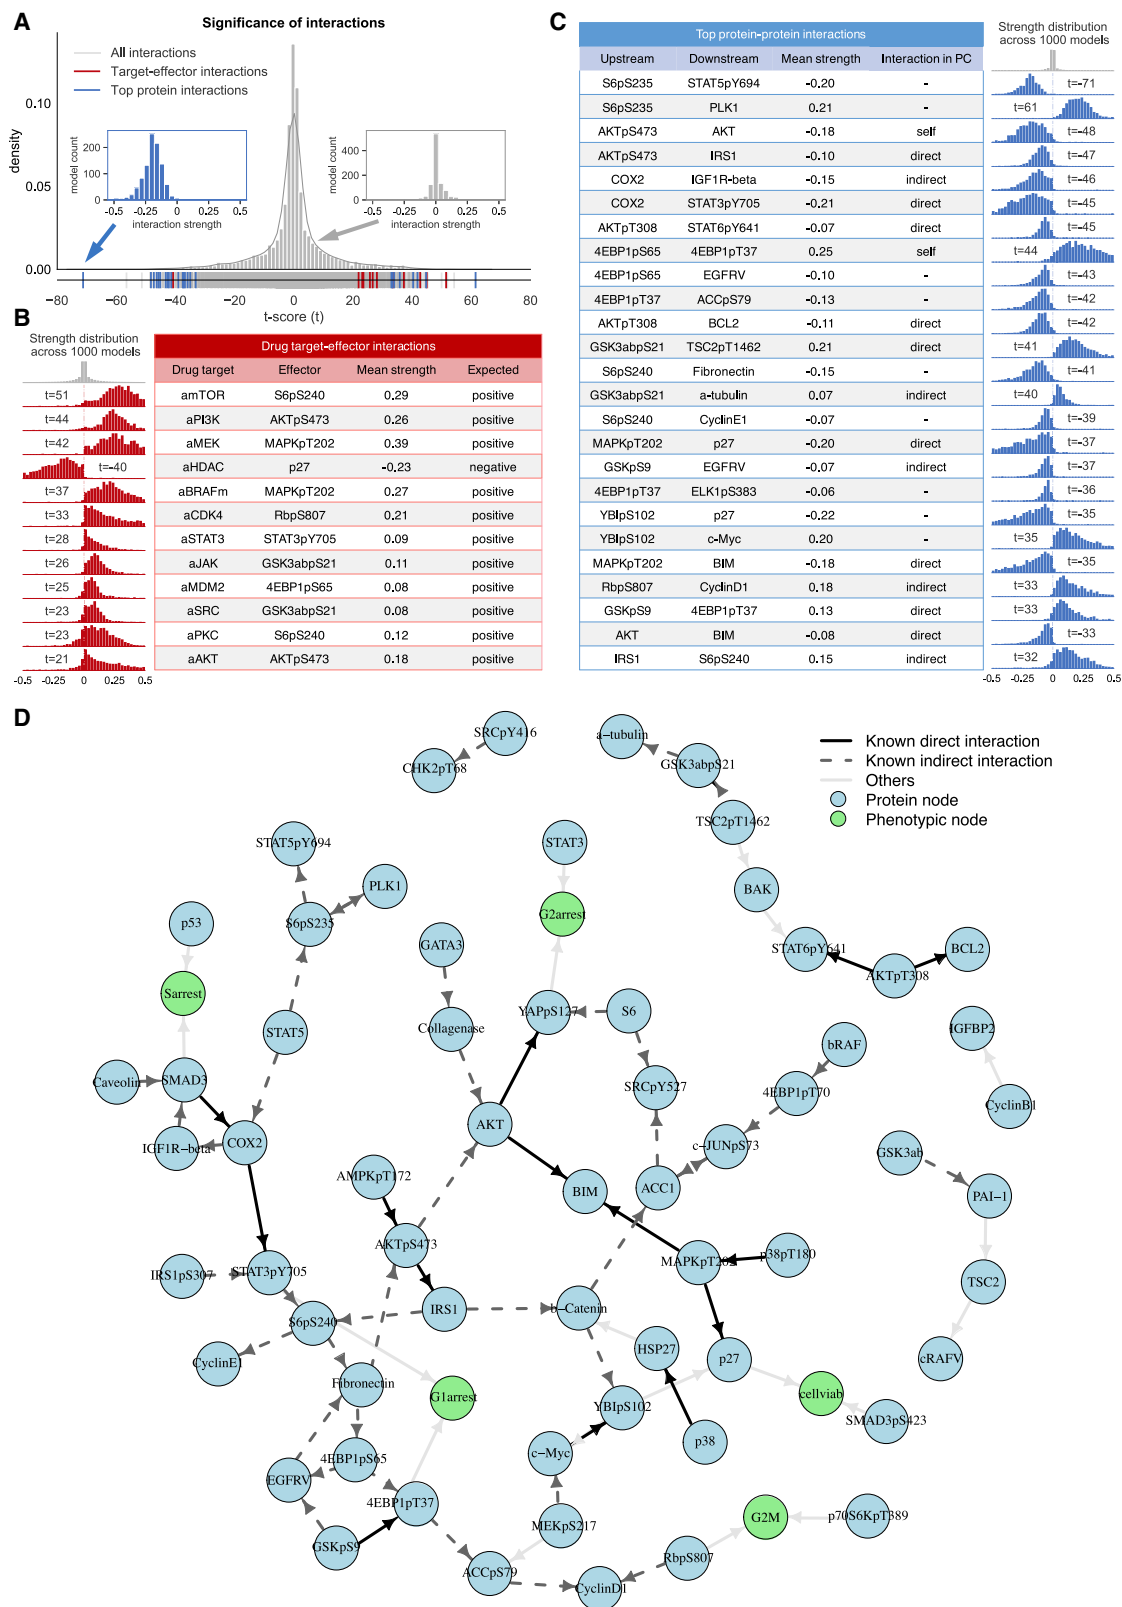 A
Significance of interactions
All interactions
Target-effector interactions
Top protein interactions
density
0.10
0.05
0.00
model count
200
100
0
-0.5 -0.25 0 0.5
interaction strength
model count
400
200
0
-0.5 -0.25 0 0.5
interaction strength
−80 −60 −40 −20 0 20 40 60 80
t-score (t)
B
Strength distribution
across 1000 models
Drug target-effector interactions
Drug target Effector Mean strength Expected
t=51 amTOR S6pS240 0.29 positive
t=44 aPI3K AKTpS473 0.26 positive
t=42 aMEK MAPKpT202 0.39 positive
t=-40 aHDAC p27 -0.23 negative
t=37 aBRAFm MAPKpT202 0.27 positive
t=33 aCDK4 RbpS807 0.21 positive
t=28 aSTAT3 STAT3pY705 0.09 positive
t=26 aJAK GSK3abpS21 0.11 positive
t=25 aMDM2 4EBP1pS65 0.08 positive
t=23 aSRC GSK3abpS21 0.08 positive
t=23 aPKC S6pS240 0.12 positive
t=21 aAKT AKTpS473 0.18 positive
-0.5 0 0.5
C
Top protein-protein interactions
Strength distribution
across 1000 models
Upstream Downstream Mean strength Interaction in PC
S6pS235 STAT5pY694 -0.20 - t=-71
S6pS235 PLK1 0.21 - t=61
AKTpS473 AKT -0.18 self t=-48
AKTpS473 IRS1 -0.10 direct t=-47
COX2 IGF1R-beta -0.15 indirect t=-46
COX2 STAT3pY705 -0.21 direct t=-45
AKTpT308 STAT6pY641 -0.07 direct t=-45
4EBP1pS65 4EBP1pT37 0.25 self t=44
4EBP1pS65 EGFRV -0.10 - t=-43
4EBP1pT37 ACCpS79 -0.13 - t=-42
AKTpT308 BCL2 -0.11 direct t=-42
GSK3abpS21 TSC2pT1462 0.21 direct t=41
S6pS240 Fibronectin -0.15 - t=-41
GSK3abpS21 a-tubulin 0.07 indirect t=40
S6pS240 CyclinE1 -0.07 - t=-39
MAPKpT202 p27 -0.20 direct t=-37
GSKpS9 EGFRV -0.07 indirect t=-37
4EBP1pT37 ELK1pS383 -0.06 - t=-36
YBIpS102 p27 -0.22 - t=-35
YBIpS102 c-Myc 0.20 - t=35
MAPKpT202 BIM -0.18 direct t=-35
RbpS807 CyclinD1 0.18 indirect t=33
GSKpS9 4EBP1pT37 0.13 direct t=33
AKT BIM -0.08 direct t=-33
IRS1 S6pS240 0.15 indirect t=32
-0.5 0 0.5
D
Known direct interaction
Known indirect interaction
Others
Protein node
Phenotypic node
SRCpY416
CHK2pT68
a−tubulin
GSK3abpS21
TSC2pT1462
STAT5pY694
STAT3
PLK1
BAK
p53
S6pS235
G2arrest
GATA3
STAT6pY641
BCL2
AKTpT308
Sarrest
YAPpS127
S6
Collagenase
STAT5
IGFBP2
bRAF
Caveolin
SMAD3
SRCpY527
4EBP1pT70
CyclinB1
AKT
IGF1R−beta
COX2
c−JUNpS73
GSK3ab
AMPKpT172
BIM
ACC1
PAI−1
AKTpS473
IRS1pS307
STAT3pY705
MAPKpT202
p38pT180
TSC2
S6pS240
IRS1
b−Catenin
CyclinE1
HSP27
p27
cRAFV
Fibronectin
G1arrest
cellviab
YBIpS102
SMAD3pS423
c−Myc
p38
4EBP1pS65
EGFRV
4EBP1pT37
MEKpS217
G2M
p70S6KpT389
GSKpS9
ACCpS79
CyclinD1
RbpS807